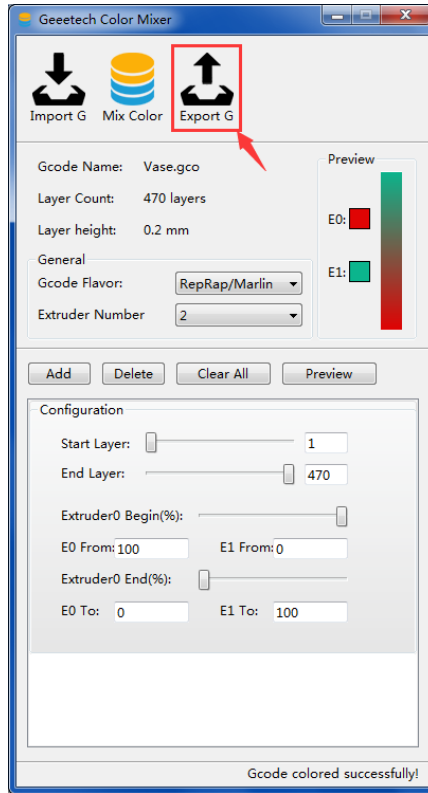 Geeetech Color Mixer
Import G Mix Color Export G
Gcode Name: Vase.gco
Layer Count: 470 layers
Layer height: 0.2 mm
Preview
E0:
E1:
General
Gcode Flavor: RepRap/Marlin
Extruder Number 2
Add Delete Clear All Preview
Configuration
Start Layer: 1
End Layer: 470
Extruder0 Begin(%):
E0 From: 100 E1 From: 0
Extruder0 End(%):
E0 To: 0 E1 To: 100
Gcode colored successfully!